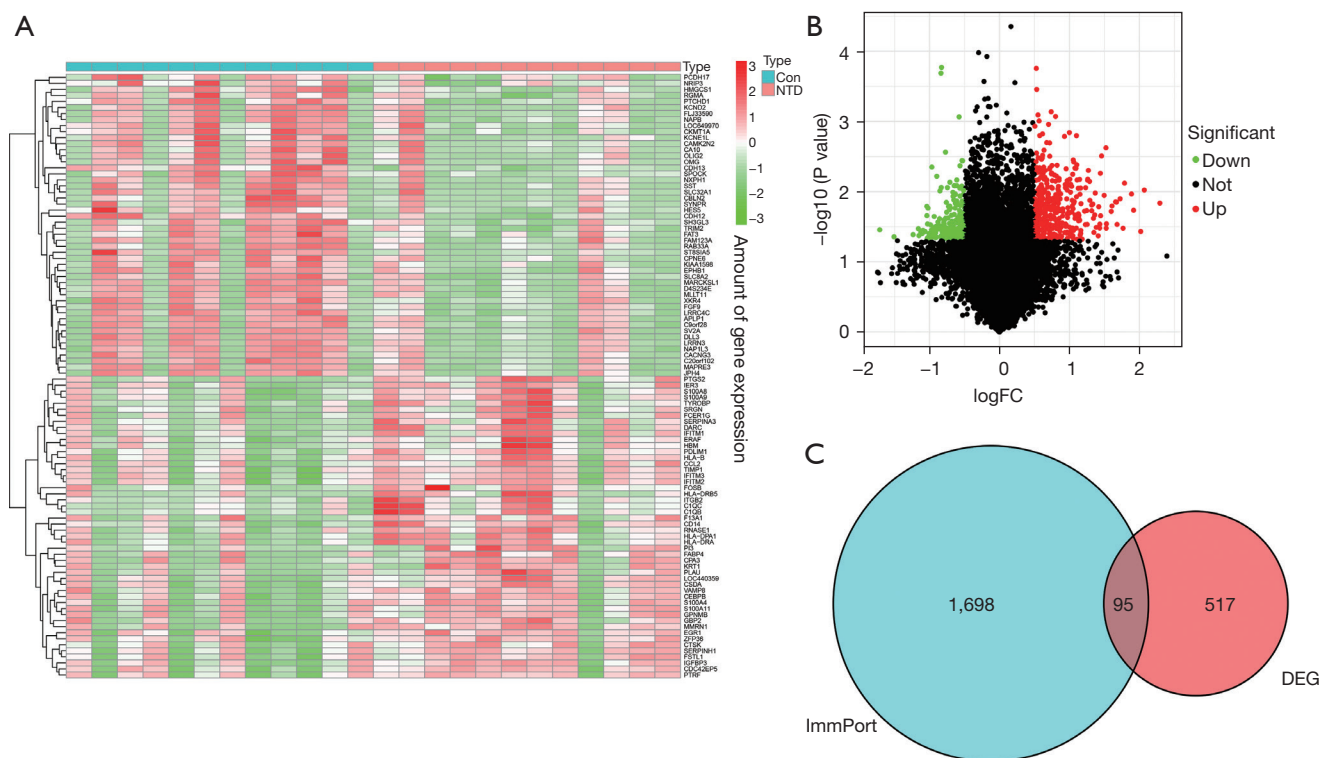 A
Type
PCDH17
NRIP3
HMGCS1
RGMA
PTCHD1
KCND2
FLJ33590
NAPB
LOC649970
CKMT1A
KCNE1L
CAMK2N2
CA10
OLIG2
OMG
CDH13
SPOCK
NXPH1
SST
SLC32A1
CBLN2
SYNPR
HES5
CDH12
SH3GL3
TRIM2
FAT3
FAM123A
RAB33A
ST8SIA5
CPNE6
KIAA1598
EPHB1
SLC8A2
MARCKSL1
D4S234E
MLLT11
XKR4
FGF9
LRRC4C
APLP1
C9orf28
SV2A
DLL3
LRRN3
NAP1L3
CACNG3
C20orf102
MAPRE3
JPH4
PTGS2
IER3
S100A8
S100A9
TYROBP
SRGN
FCER1G
SERPINA3
DARC
IFITM1
ERAF
HBM
PDLIM1
HLA-B
CCL2
TIMP1
IFITM3
IFITM2
FOSB
HLA-DRB5
ITGB2
C1QC
C1QB
F13A1
CD14
RNASE1
HLA-DPA1
HLA-DRA
PI3
FABP4
CPA3
KRT1
PLAU
LOC440359
CSDA
VAMP8
CEBPB
S100A4
S100A11
GPNMB
GBP2
MMRN1
EGR1
ZFP36
CTSK
SERPINH1
FSTL1
IGFBP3
CDC42EP5
PTRF
3
2
1
0
−1
−2
−3
Type
Con
NTD
Amount of gene expression
B
4
3
2
1
0
−log10 (P value)
−2
−1
0
1
2
logFC
Significant
Down
Not
Up
C
1,698
95
517
ImmPort
DEG